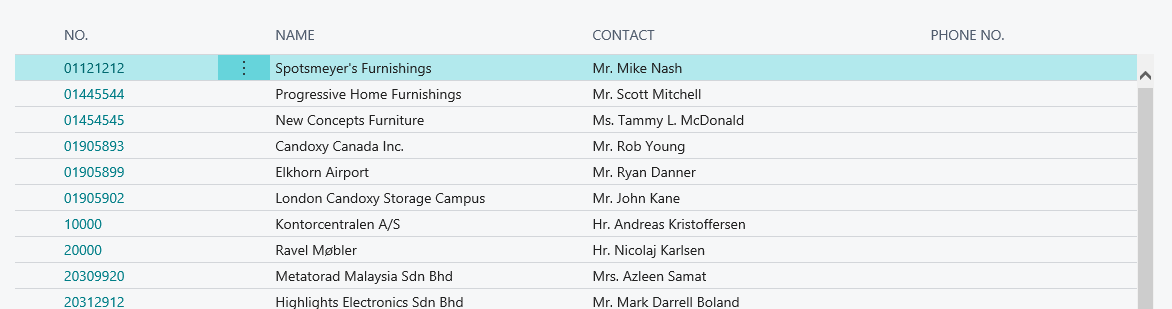 NO. NAME CONTACT PHONE NO.
01121212 Spotsmeyer's Furnishings Mr. Mike Nash
01445544 Progressive Home Furnishings Mr. Scott Mitchell
01454545 New Concepts Furniture Ms. Tammy L. McDonald
01905893 Candoxy Canada Inc. Mr. Rob Young
01905899 Elkhorn Airport Mr. Ryan Danner
01905902 London Candoxy Storage Campus Mr. John Kane
10000 Kontorcentralen A/S Hr. Andreas Kristoffersen
20000 Ravel Møbler Hr. Nicolaj Karlsen
20309920 Metatorad Malaysia Sdn Bhd Mrs. Azleen Samat
20312912 Highlights Electronics Sdn Bhd Mr. Mark Darrell Boland